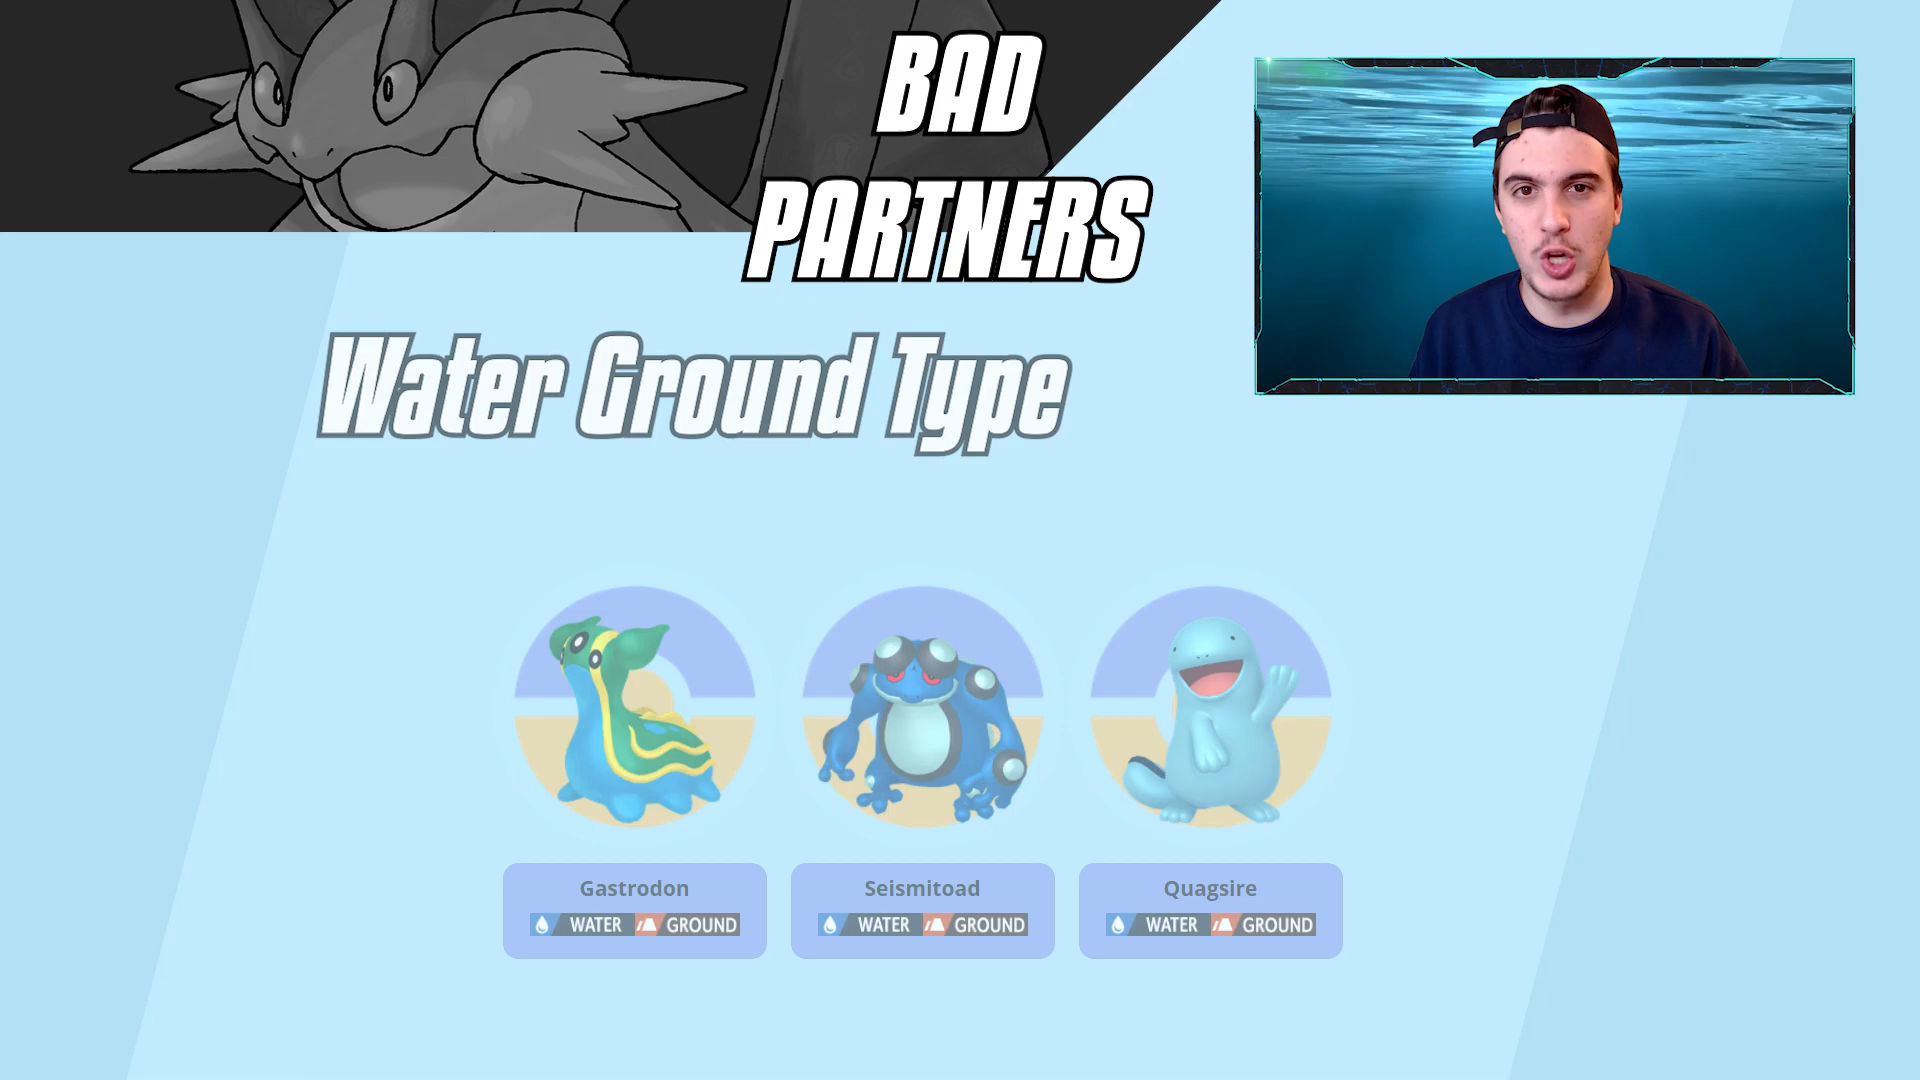 BAD
PARTNERS
Water Ground Type
Gastrodon
Seismitoad
Quagsire
WATER GROUND
WATER GROUND
WATER GROUND